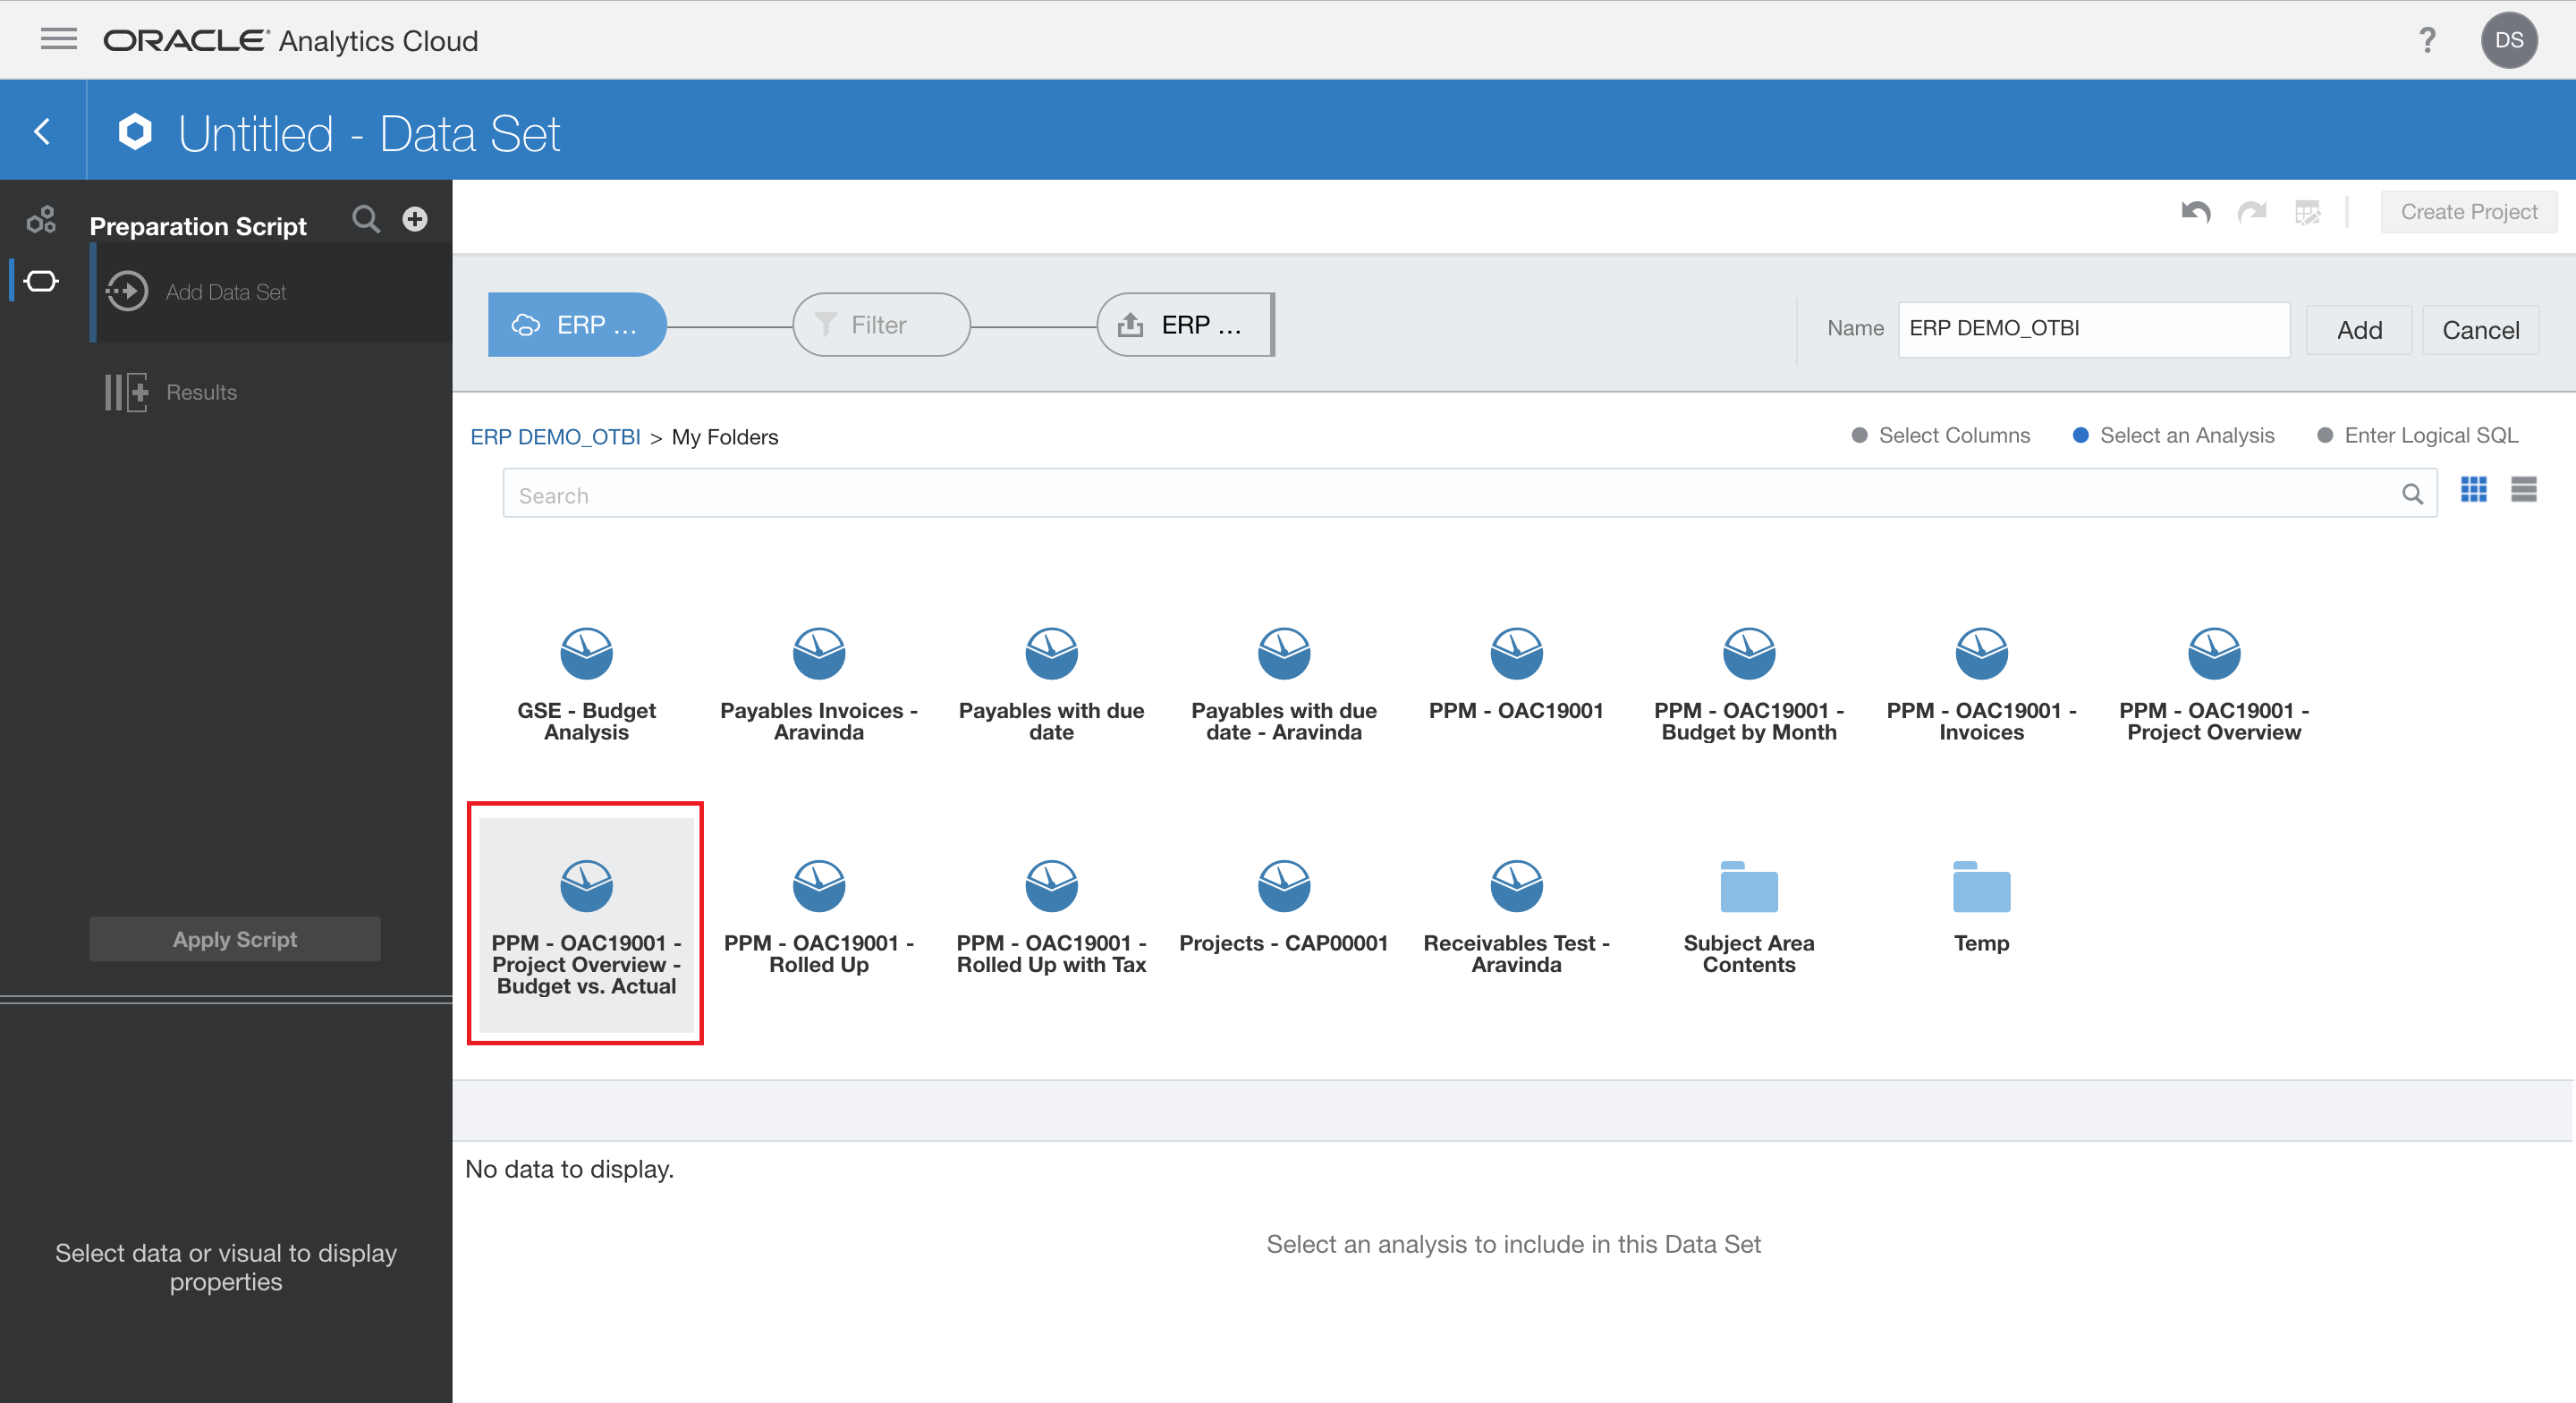 ORACLE Analytics Cloud
?
DS
Untitled - Data Set
Preparation Script
Create Project
Add Data Set
ERP ...
Filter
ERP ...
Name
ERP DEMO_OTBI
Add
Cancel
Results
ERP DEMO_OTBI > My Folders
Select Columns
Select an Analysis
Enter Logical SQL
Search
GSE - Budget
Analysis
Payables Invoices -
Aravinda
Payables with due
date
Payables with due
date - Aravinda
PPM - OAC19001
PPM - OAC19001 -
Budget by Month
PPM - OAC19001 -
Invoices
PPM - OAC19001 -
Project Overview
PPM - OAC19001 -
Project Overview -
Budget vs. Actual
PPM - OAC19001 -
Rolled Up
PPM - OAC19001 -
Rolled Up with Tax
Projects - CAP00001
Receivables Test -
Aravinda
Subject Area
Contents
Temp
Apply Script
No data to display.
Select an analysis to include in this Data Set
Select data or visual to display
properties